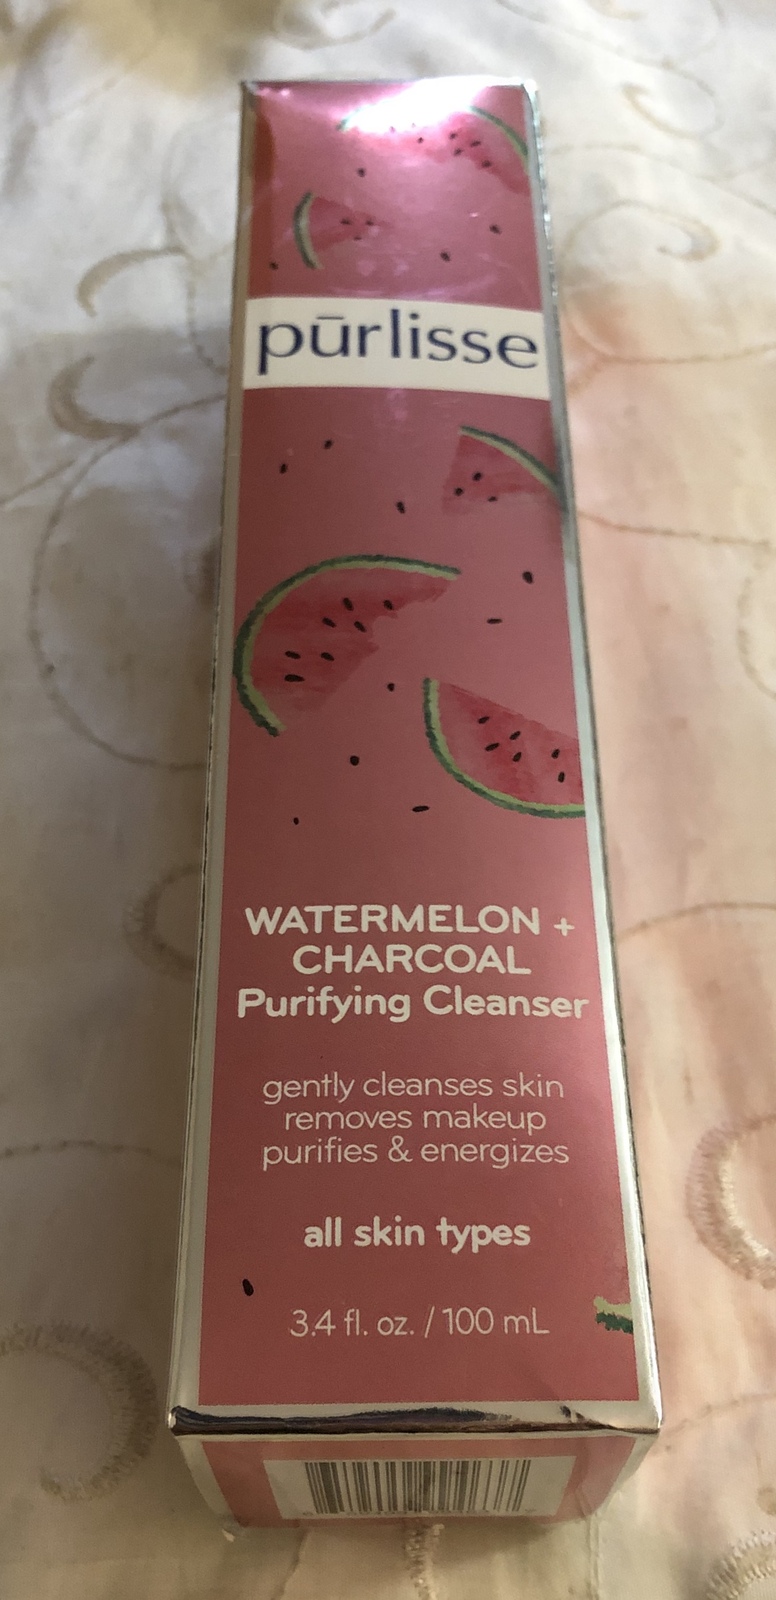 pūrlisse
WATERMELON +
CHARCOAL
Purifying Cleanser
gently cleanses skin
removes makeup
purifies & energizes
all skin types
3.4 fl. oz. / 100 mL